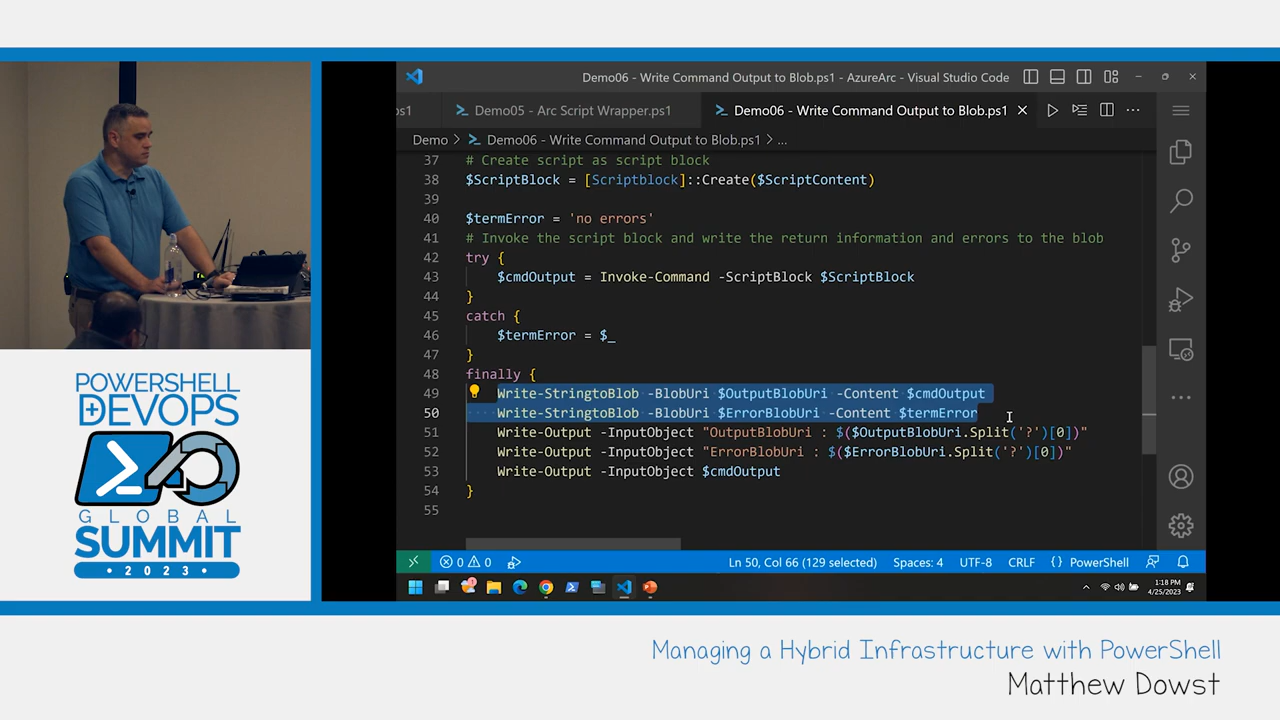 Demo06 - Write Command Output to Blob.ps1 - AzureArc - Visual Studio Code
ps1
Demo05 - Arc Script Wrapper.ps1
Demo06 - Write Command Output to Blob.ps1
Demo > Demo06 - Write Command Output to Blob.ps1 > ...
37 # Create script as script block
38 $ScriptBlock = [Scriptblock]::Create($ScriptContent)
39
40 $termError = 'no errors'
41 # Invoke the script block and write the return information and errors to the blob
42 try {
43 $cmdOutput = Invoke-Command -ScriptBlock $ScriptBlock
44 }
45 catch {
46 $termError = $_
47 }
48 finally {
49 Write-StringtoBlob -BlobUri $OutputBlobUri -Content $cmdOutput
50 Write-StringtoBlob -BlobUri $ErrorBlobUri -Content $termError
51 Write-Output -InputObject "OutputBlobUri : $($OutputBlobUri.Split('?')[0])"
52 Write-Output -InputObject "ErrorBlobUri : $($ErrorBlobUri.Split('?')[0])"
53 Write-Output -InputObject $cmdOutput
54 }
55
0 0 Ln 50, Col 66 (129 selected) Spaces: 4 UTF-8 CRLF {} PowerShell
1:18 PM
4/25/2023
POWERSHELL
+DEVOPS
GLOBAL
SUMMIT
• 2023 •
Managing a Hybrid Infrastructure with PowerShell
Matthew Dowst